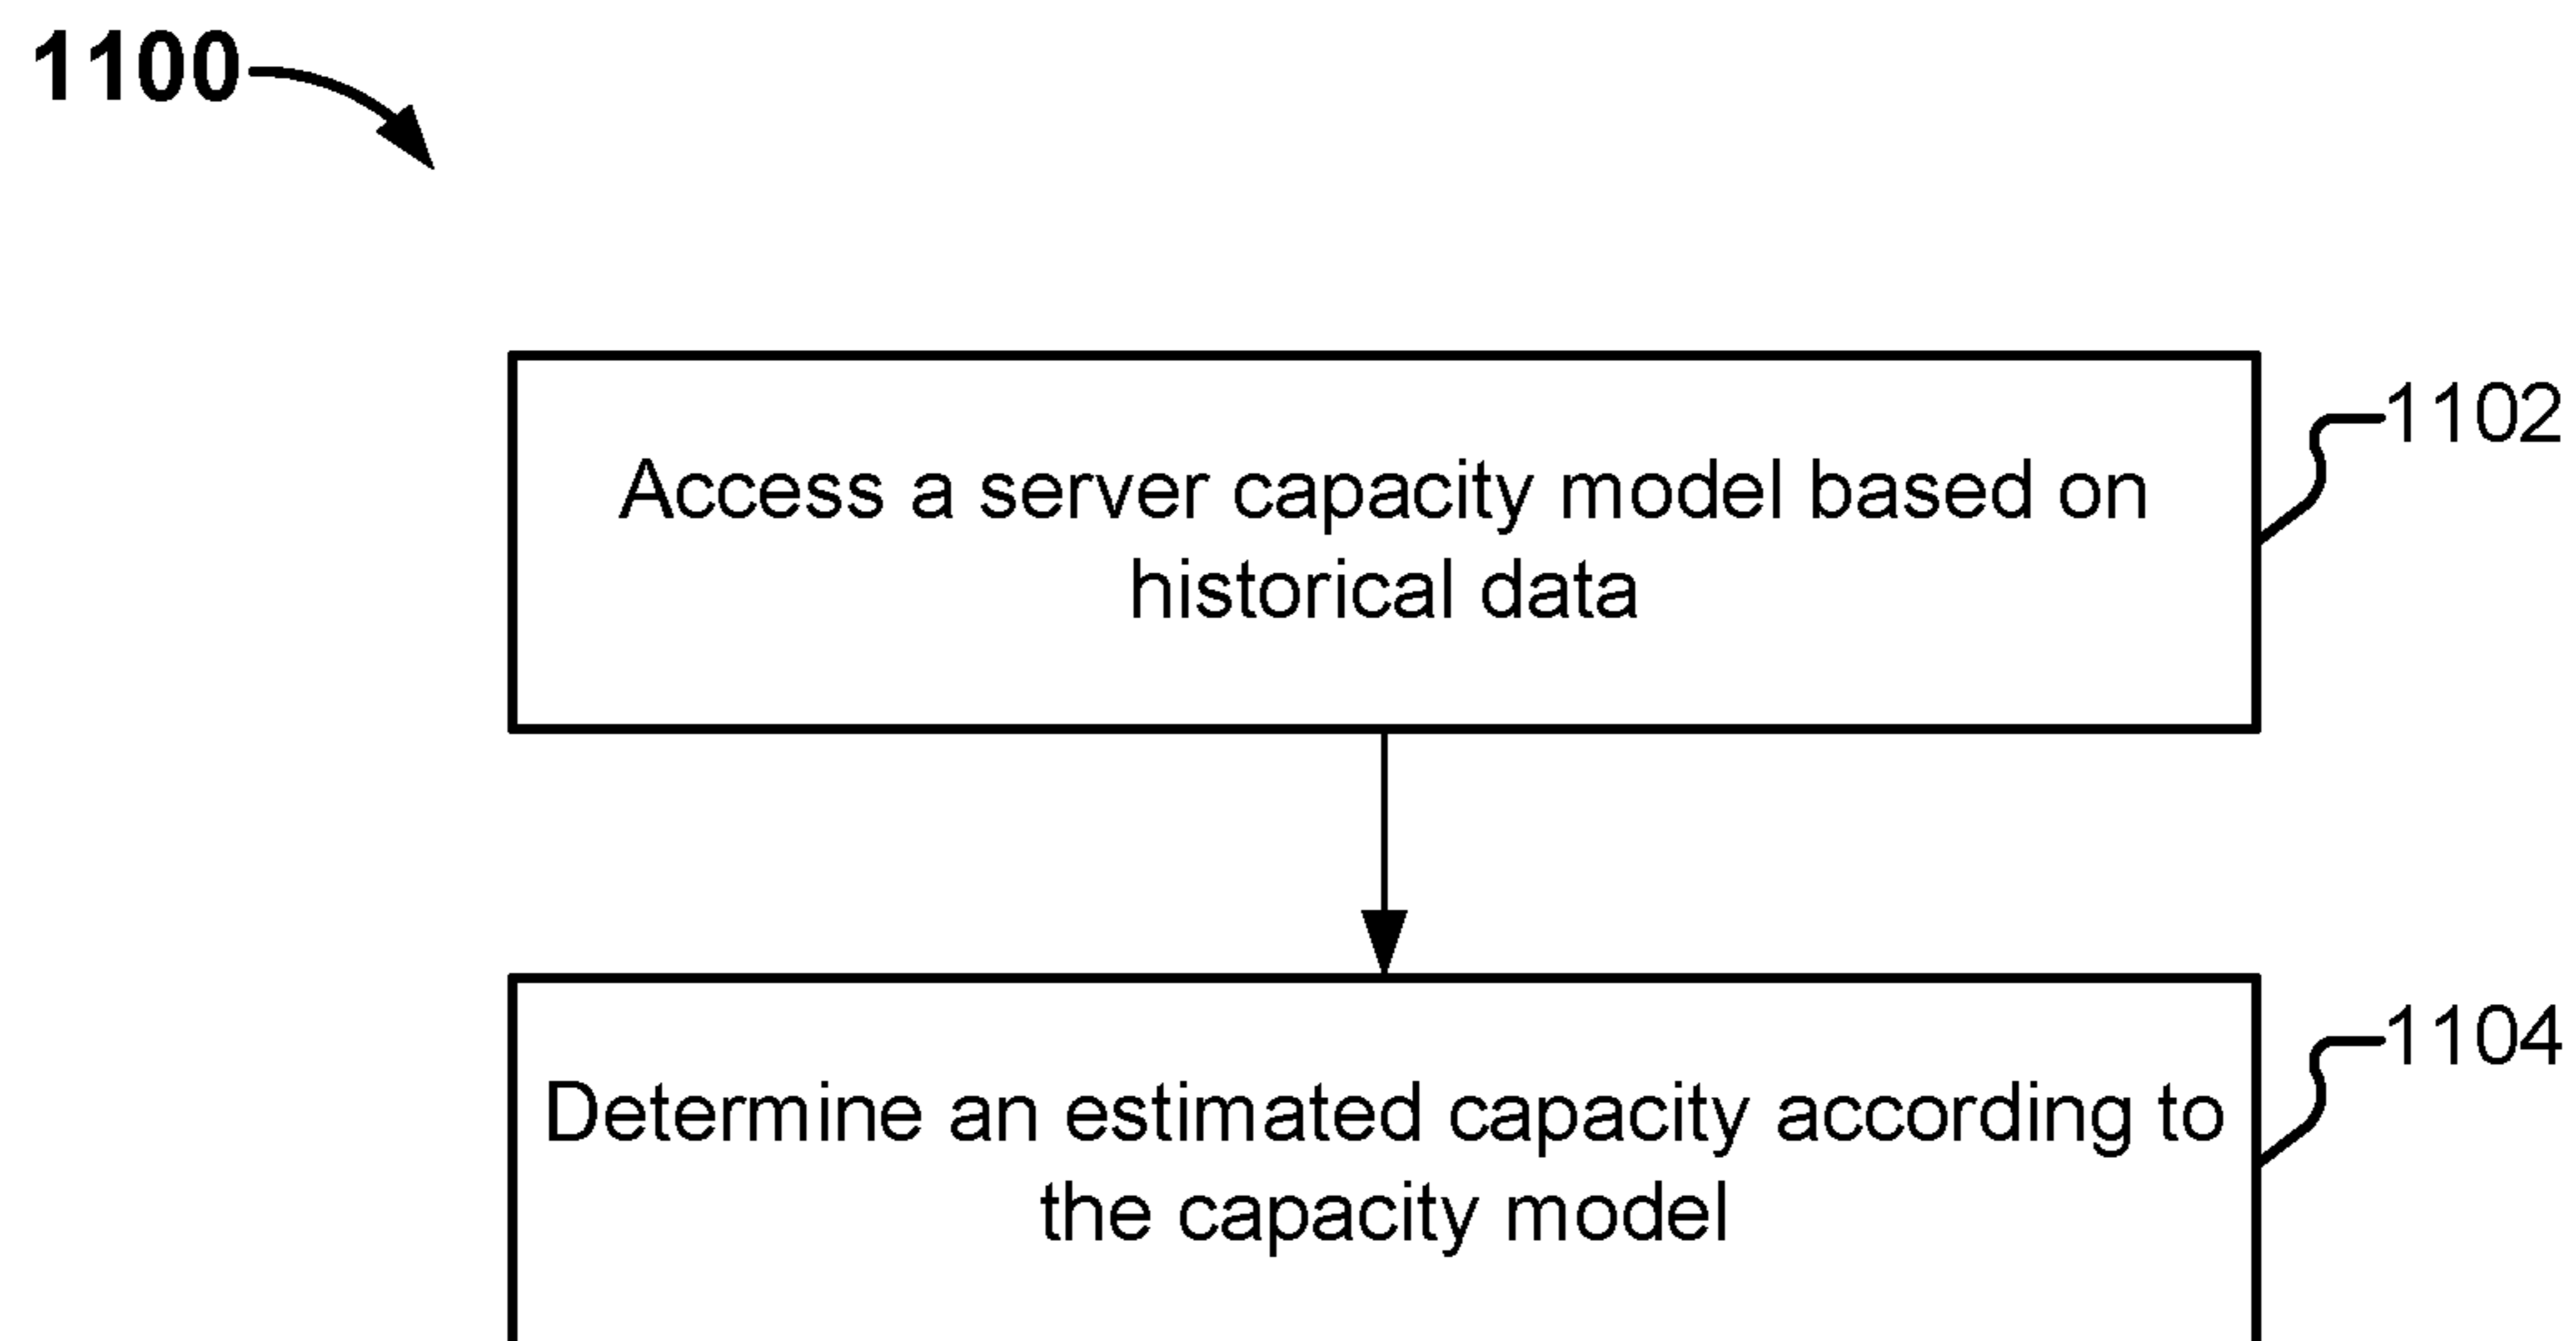 1100
Access a server capacity model based on
historical data
1102
Determine an estimated capacity according to
the capacity model
1104